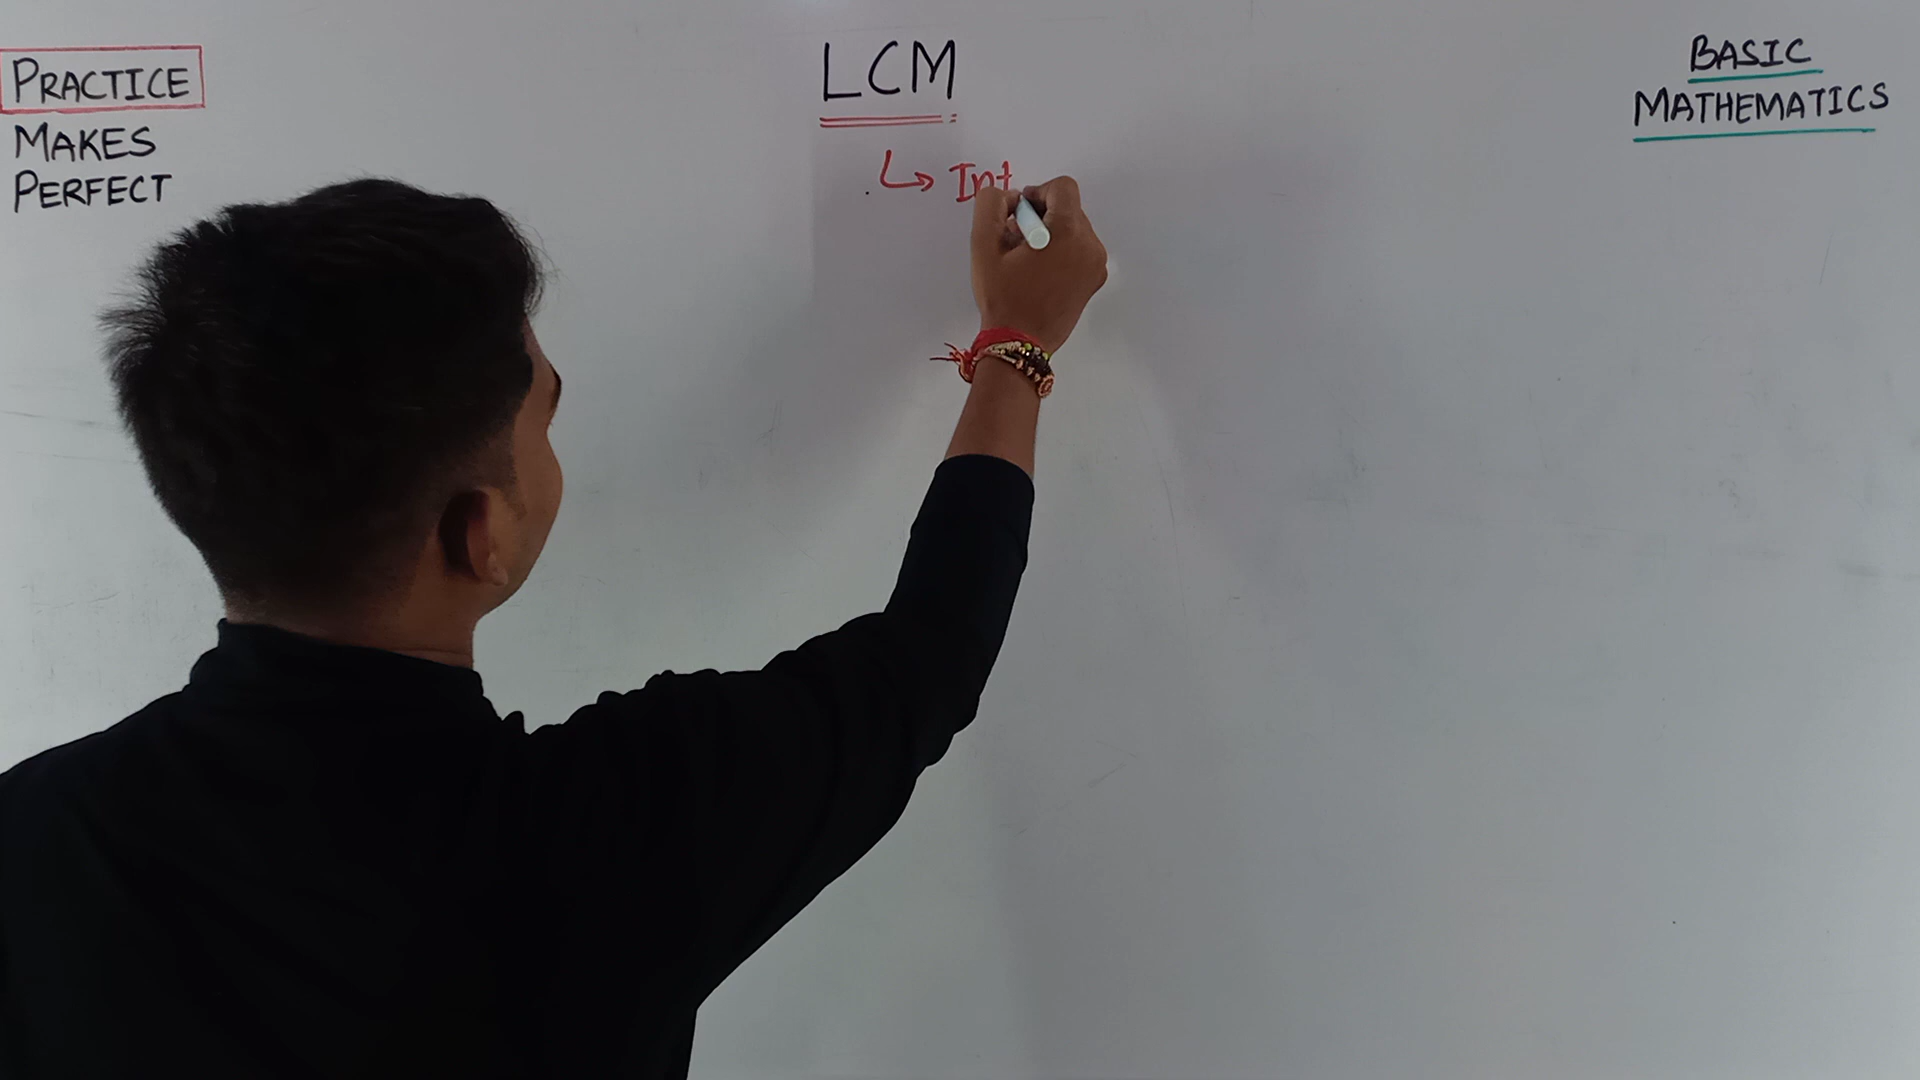 PRACTICE
MAKES
PERFECT
LCM
Int
BASIC
MATHEMATICS